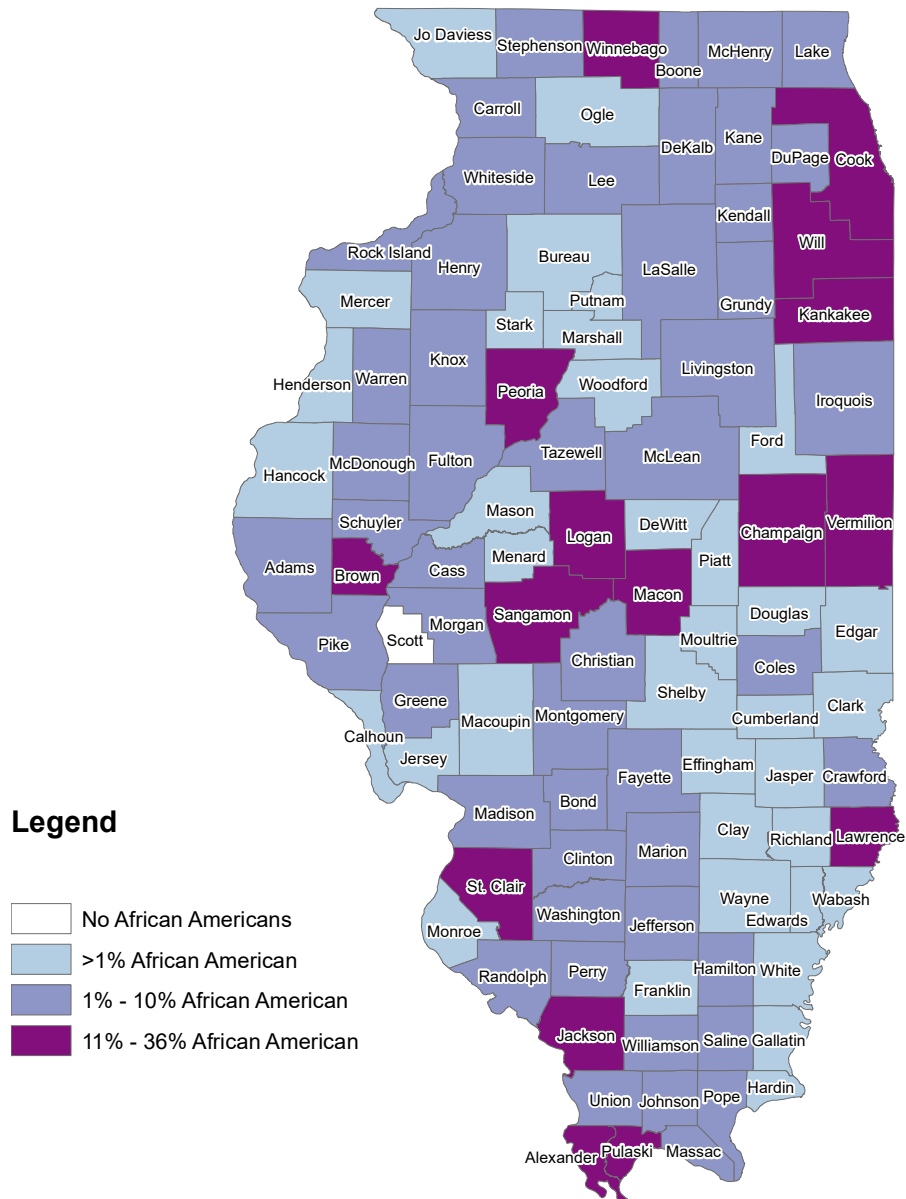 Jo Daviess
Stephenson
Winnebago
Boone
McHenry
Lake
Carroll
Ogle
DeKalb
Kane
DuPage
Cook
Whiteside
Lee
Kendall
Will
Rock Island
Henry
Bureau
LaSalle
Grundy
Putnam
Kankakee
Mercer
Stark
Marshall
Henderson
Warren
Knox
Peoria
Woodford
Livingston
Iroquois
Ford
Hancock
McDonough
Fulton
Tazewell
McLean
Schuyler
Mason
Logan
DeWitt
Champaign
Vermilion
Adams
Brown
Cass
Menard
Piatt
Macon
Pike
Scott
Morgan
Sangamon
Christian
Moultrie
Douglas
Edgar
Coles
Greene
Macoupin
Montgomery
Shelby
Cumberland
Clark
Calhoun
Jersey
Fayette
Effingham
Jasper
Crawford
Madison
Bond
Clay
Richland
Lawrence
Legend
Clinton
Marion
St. Clair
Wayne
Edwards
Wabash
Monroe
Washington
Jefferson
No African Americans
>1% African American
1% - 10% African American
11% - 36% African American
Randolph
Perry
Franklin
Hamilton
White
Jackson
Williamson
Saline
Gallatin
Union
Johnson
Pope
Hardin
Alexander
Pulaski
Massac